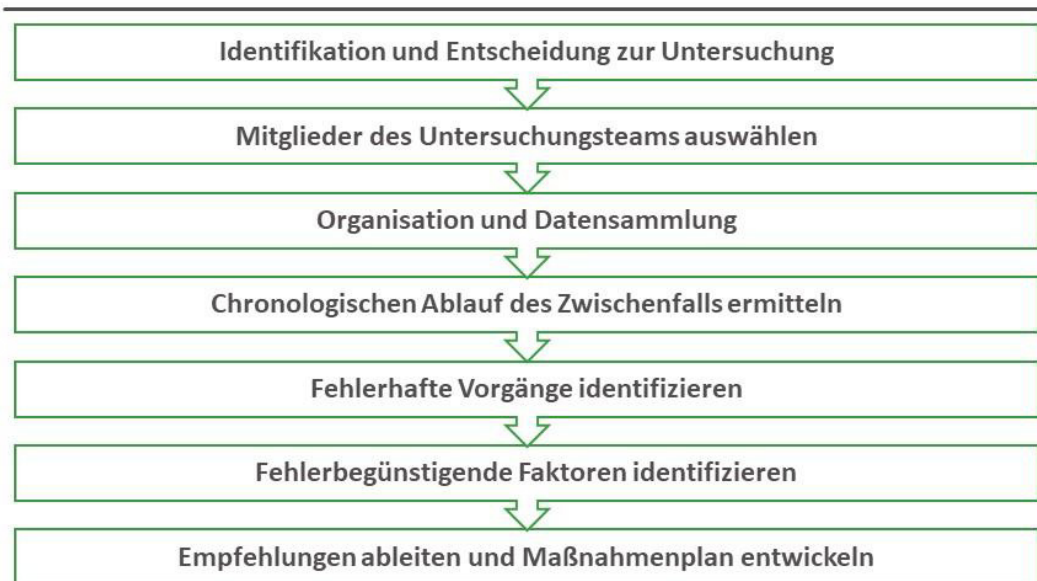 Identifikation und Entscheidung zur Untersuchung
Mitglieder des Untersuchungsteams auswählen
Organisation und Datensammlung
Chronologischen Ablauf des Zwischenfalls ermitteln
Fehlerhafte Vorgänge identifizieren
Fehlerbegünstigende Faktoren identifizieren
Empfehlungen ableiten und Maßnahmenplan entwickeln